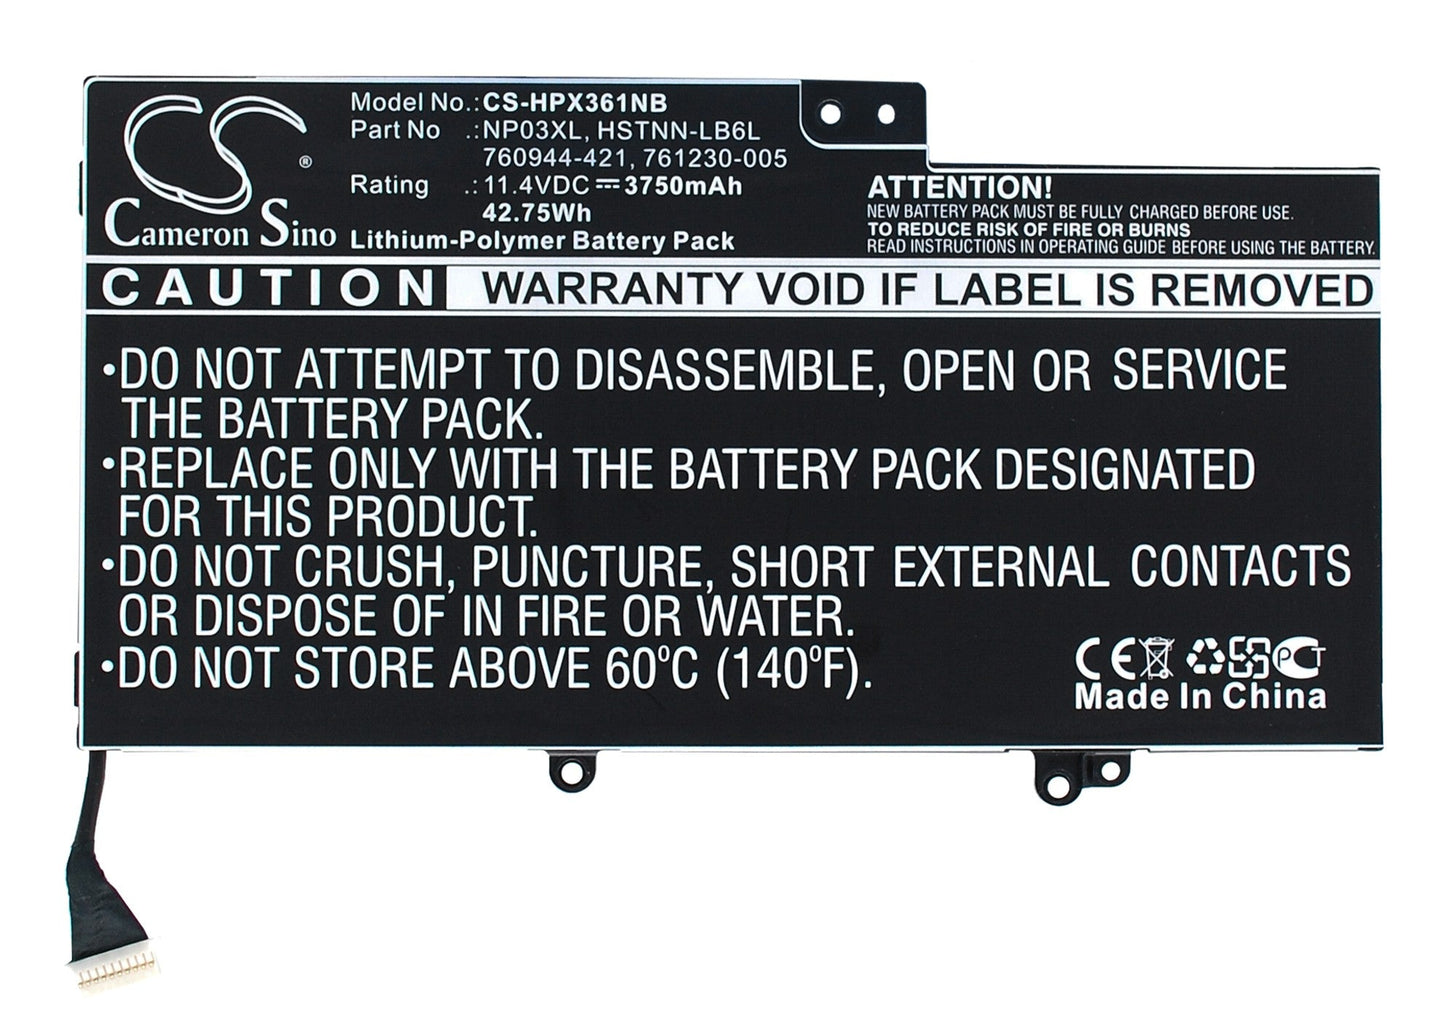 CS
®
Cameron Sino
Model No.:CS-HPX361NB
Part No .:NP03XL, HSTNN-LB6L
760944-421, 761230-005
Rating .:11.4VDC⎓3750mAh
42.75Wh
Lithium-Polymer Battery Pack
ATTENTION!
NEW BATTERY PACK MUST BE FULLY CHARGED BEFORE USE.
TO REDUCE RISK OF FIRE OR BURNS
READ INSTRUCTIONS IN OPERATING GUIDE BEFORE USING THE BATTERY.
CAUTION WARRANTY VOID IF LABEL IS REMOVED
•DO NOT ATTEMPT TO DISASSEMBLE, OPEN OR SERVICE
THE BATTERY PACK.
•REPLACE ONLY WITH THE BATTERY PACK DESIGNATED
FOR THIS PRODUCT.
•DO NOT CRUSH, PUNCTURE, SHORT EXTERNAL CONTACTS
OR DISPOSE OF IN FIRE OR WATER.
•DO NOT STORE ABOVE 60ºC (140ºF).
CE PCT
Made In China